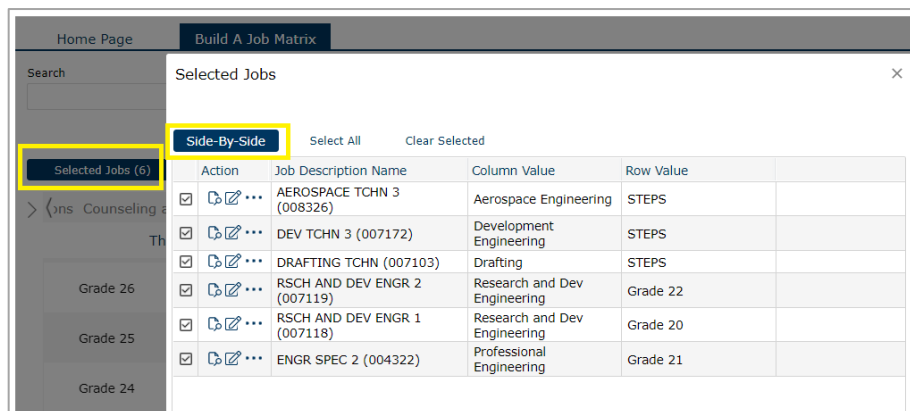 Home Page Build A Job Matrix
Search
Selected Jobs
Side-By-Side Select All Clear Selected
Selected Jobs (6)
Action Job Description Name Column Value Row Value
AEROSPACE TCHN 3
(008326)
Aerospace Engineering STEPS
ons Counseling a
DEV TCHN 3 (007172)
Development
Engineering
STEPS
Th
DRAFTING TCHN (007103) Drafting STEPS
Grade 26
RSCH AND DEV ENGR 2
(007119)
Research and Dev
Engineering
Grade 22
Grade 25
RSCH AND DEV ENGR 1
(007118)
Research and Dev
Engineering
Grade 20
ENGR SPEC 2 (004322)
Professional
Engineering
Grade 21
Grade 24